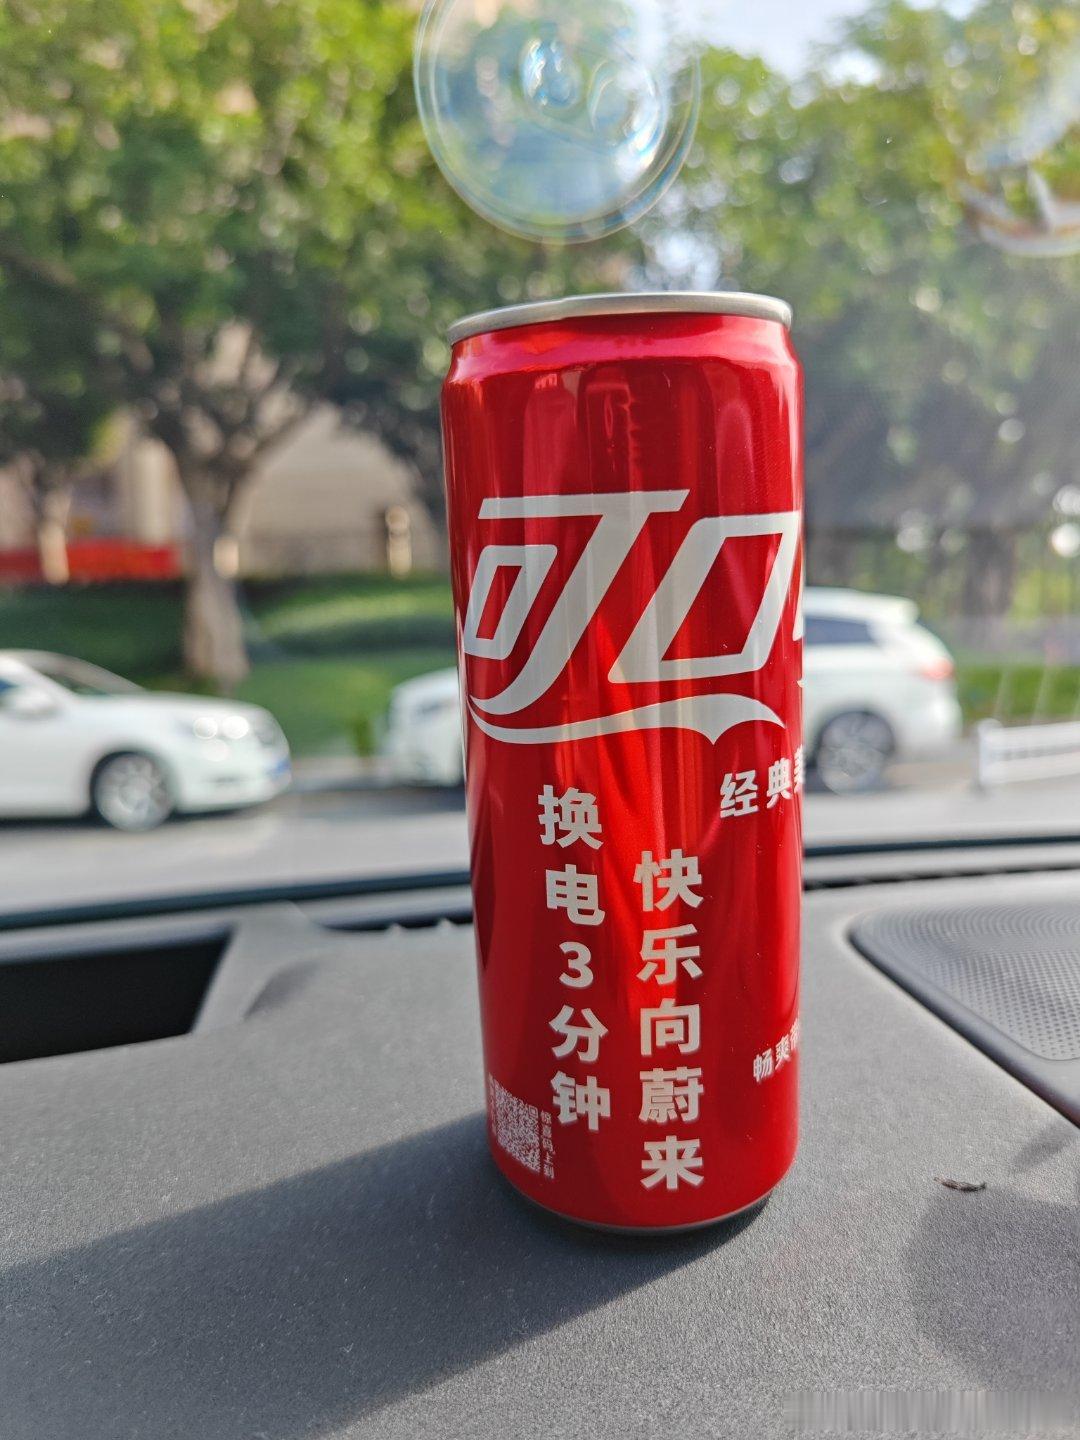 可口
经典
换电3分钟
快乐向蔚来
畅爽